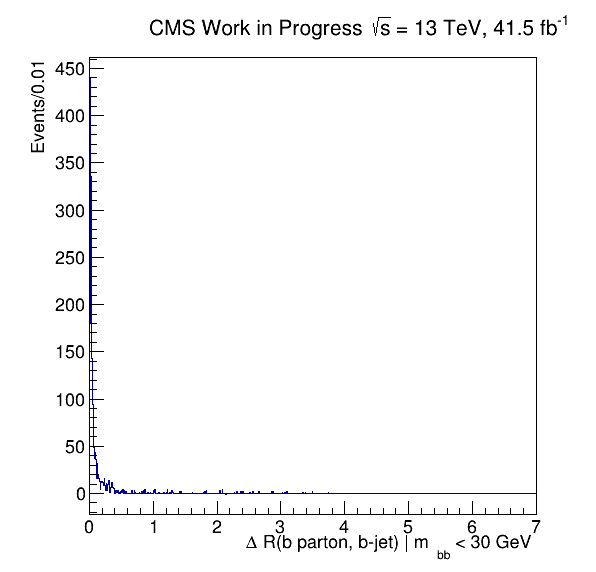 CMS Work in Progress √s = 13 TeV, 41.5 fb⁻¹
Events/0.01
450
400
350
300
250
200
150
100
50
0
0 1 2 3 4 5 6 7
Δ R(b parton, b-jet) | m bb < 30 GeV